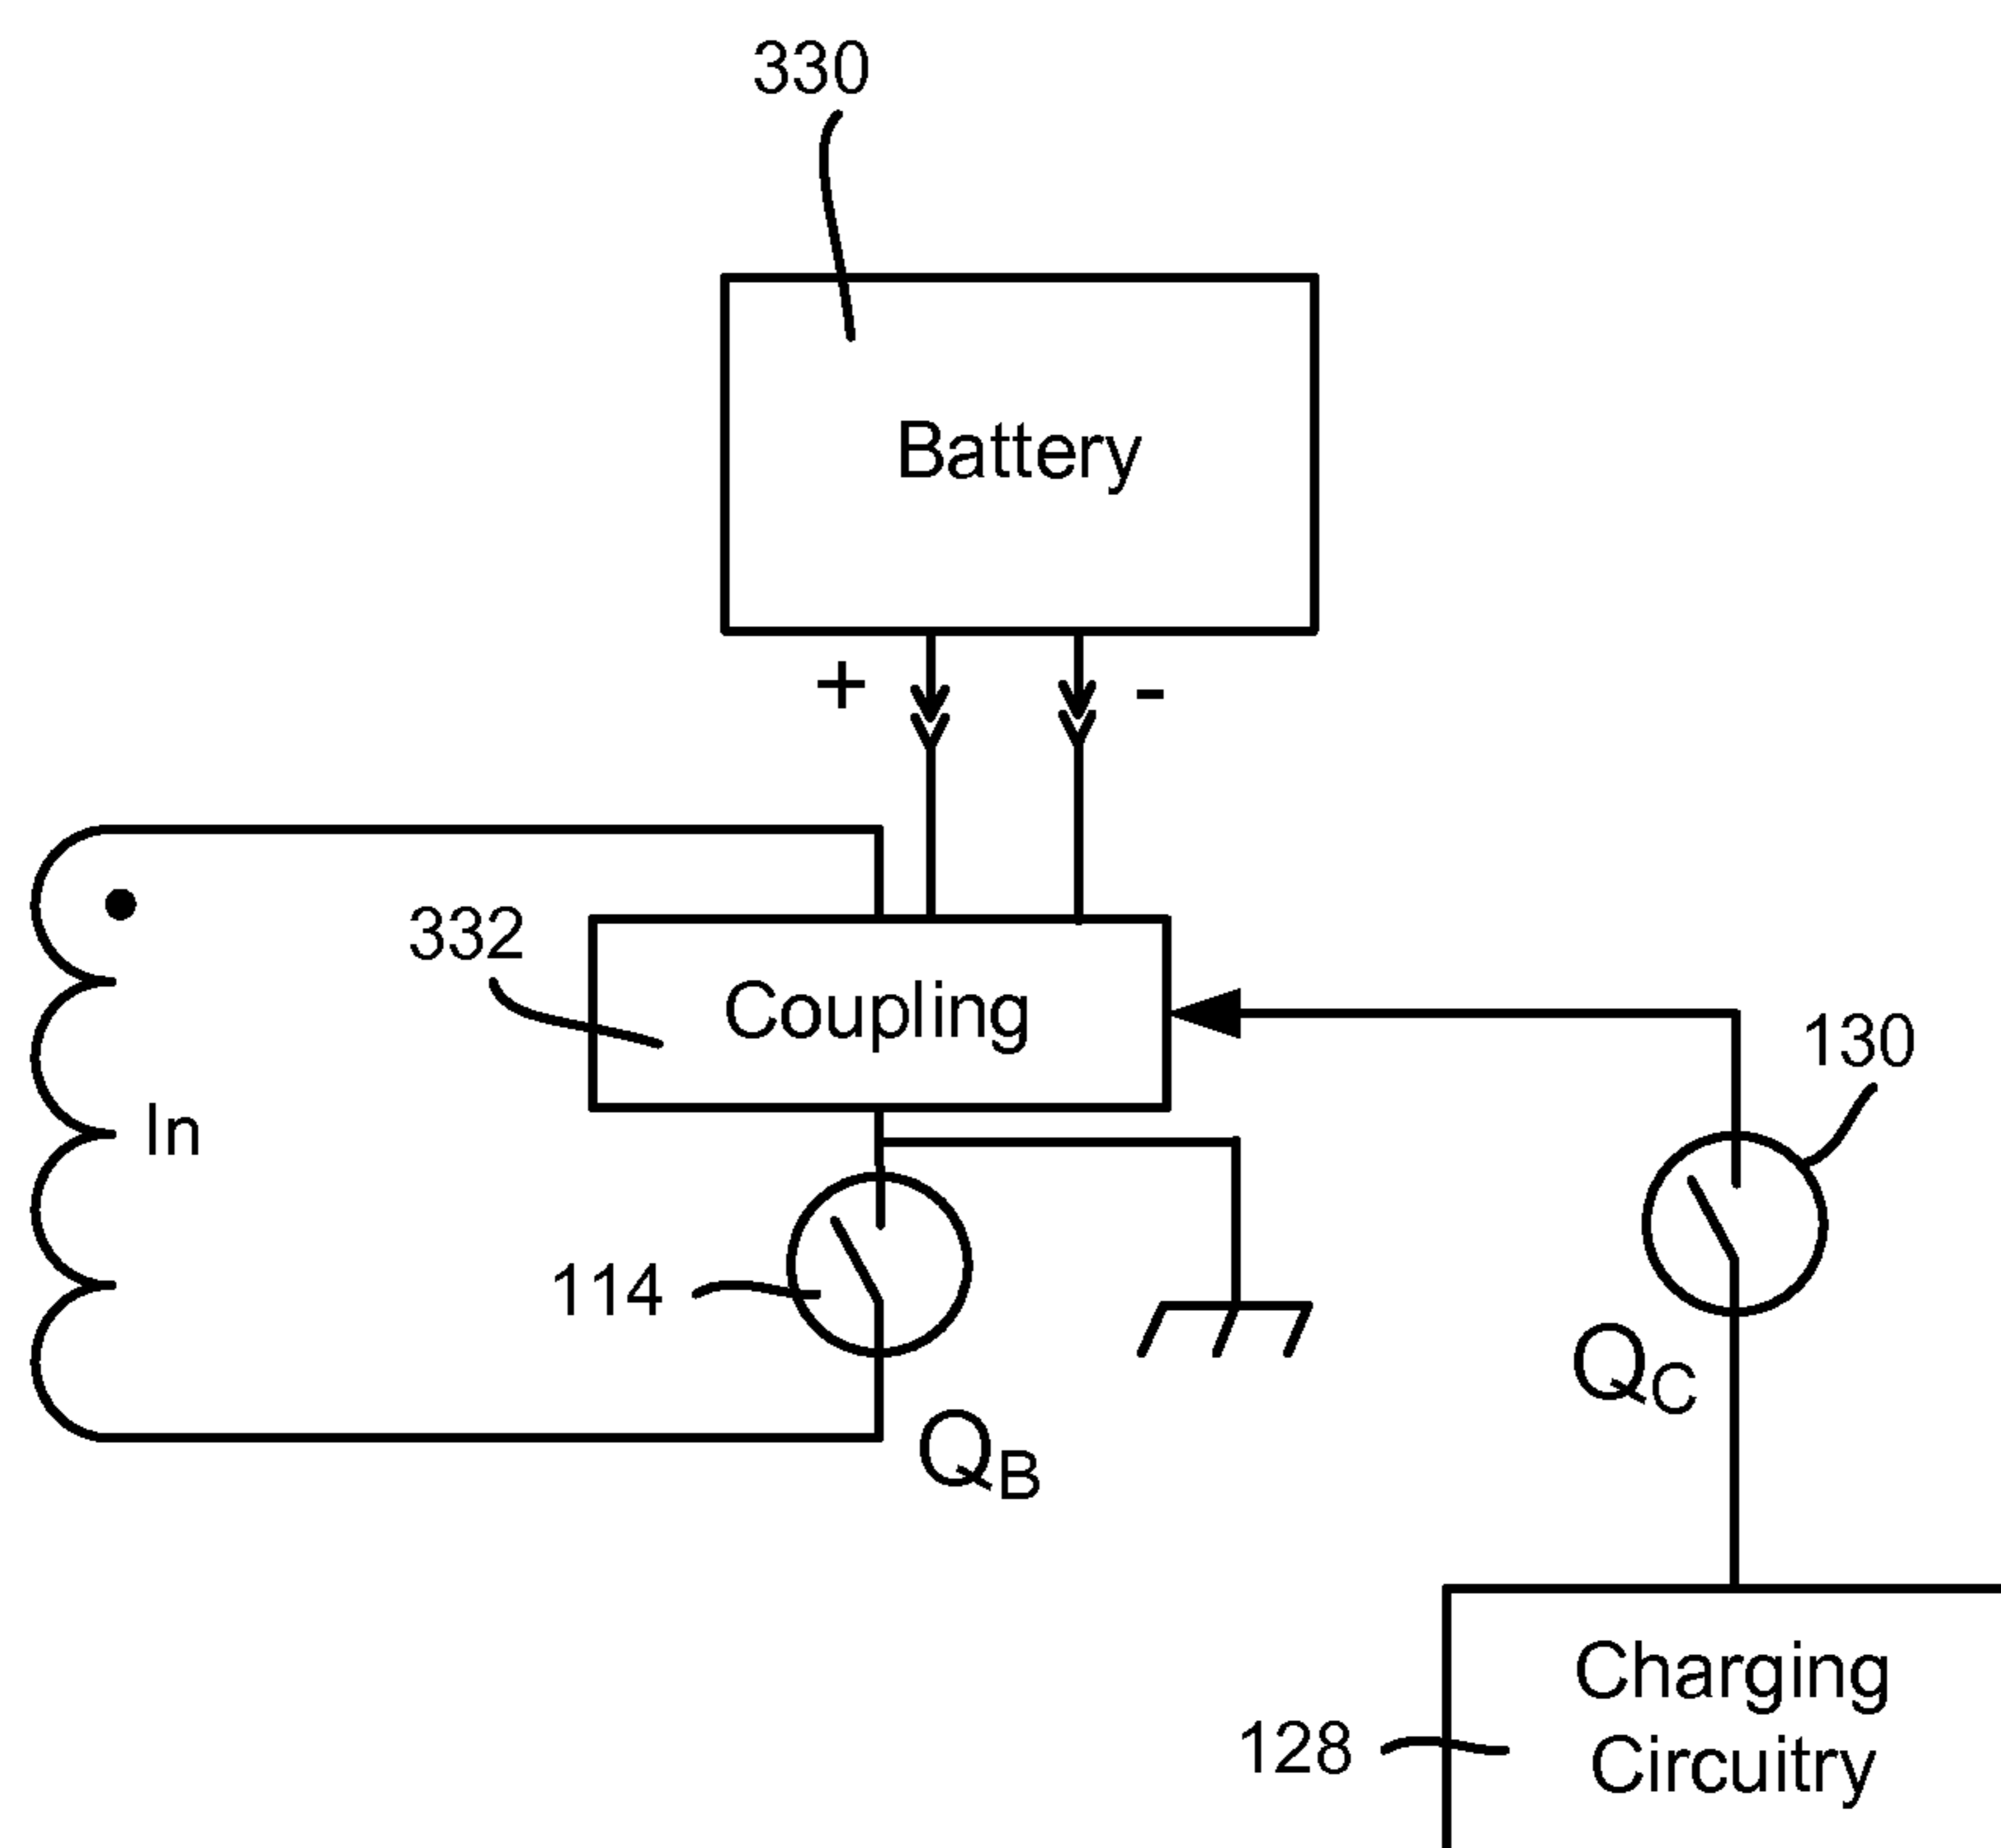 330
Battery
+ -
332
Coupling
130
In
114
QC
QB
Charging
Circuitry
128